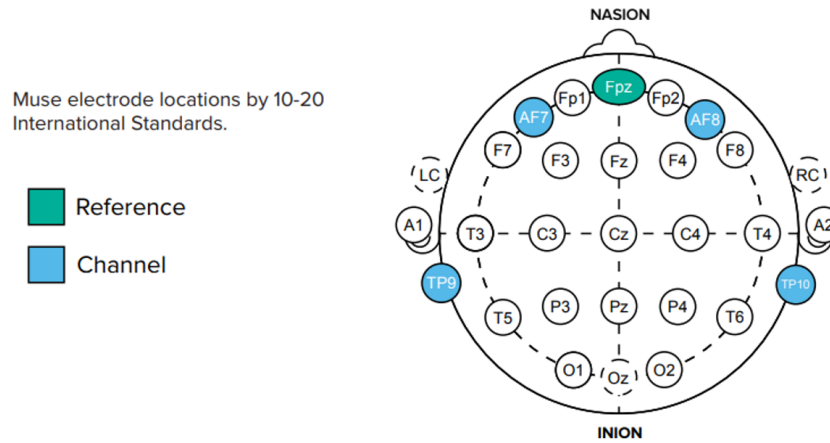 NASION
Muse electrode locations by 10-20
International Standards.
Reference
Channel
Fp1 Fpz Fp2
AF7 AF8
F7 F3 Fz F4 F8
LC RC
A1 T3 C3 Cz C4 T4 A2
TP9 TP10
T5 P3 Pz P4 T6
O1 Oz O2
INION